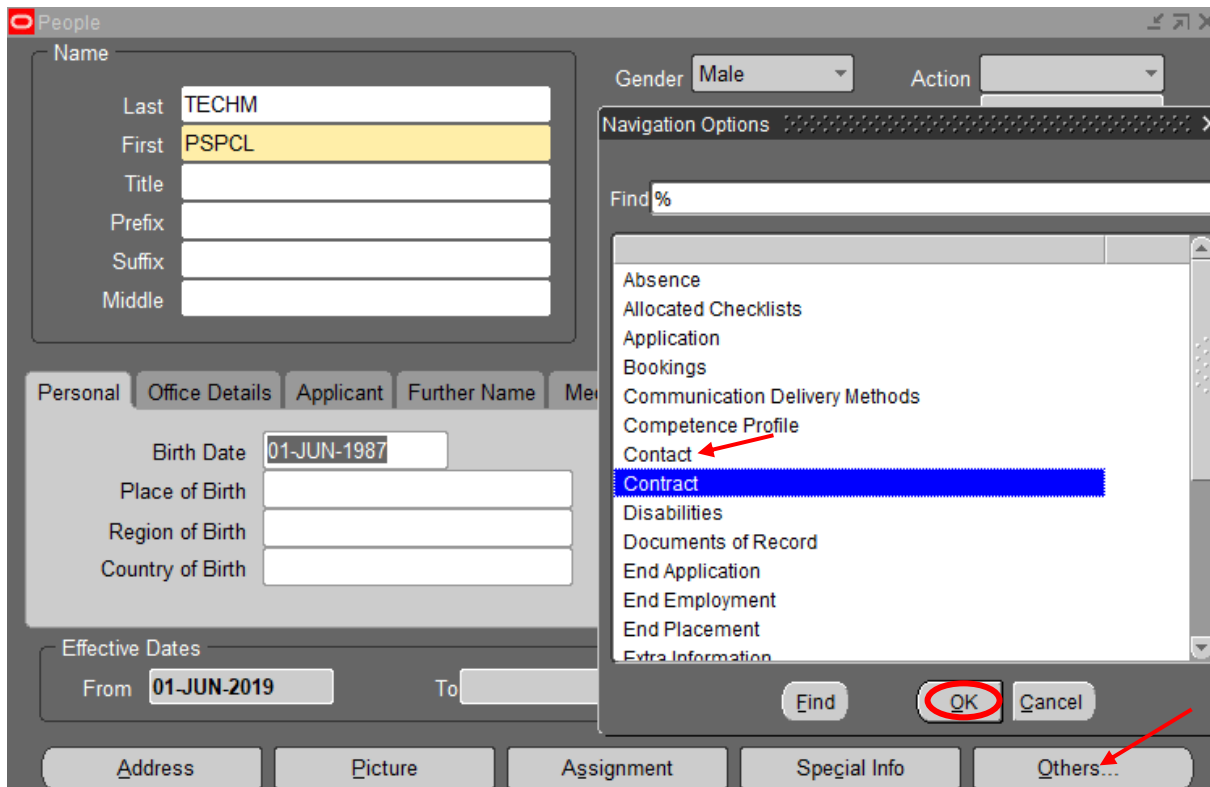 People
Name
Last TECHM
First PSPCL
Title
Prefix
Suffix
Middle
Gender Male Action
Navigation Options
Find %
Absence
Allocated Checklists
Application
Bookings
Communication Delivery Methods
Competence Profile
Contact
Contract
Disabilities
Documents of Record
End Application
End Employment
End Placement
Extra Information
Find OK Cancel
Personal Office Details Applicant Further Name
Birth Date 01-JUN-1987
Place of Birth
Region of Birth
Country of Birth
Effective Dates
From 01-JUN-2019 To
Address Picture Assignment Special Info Others...